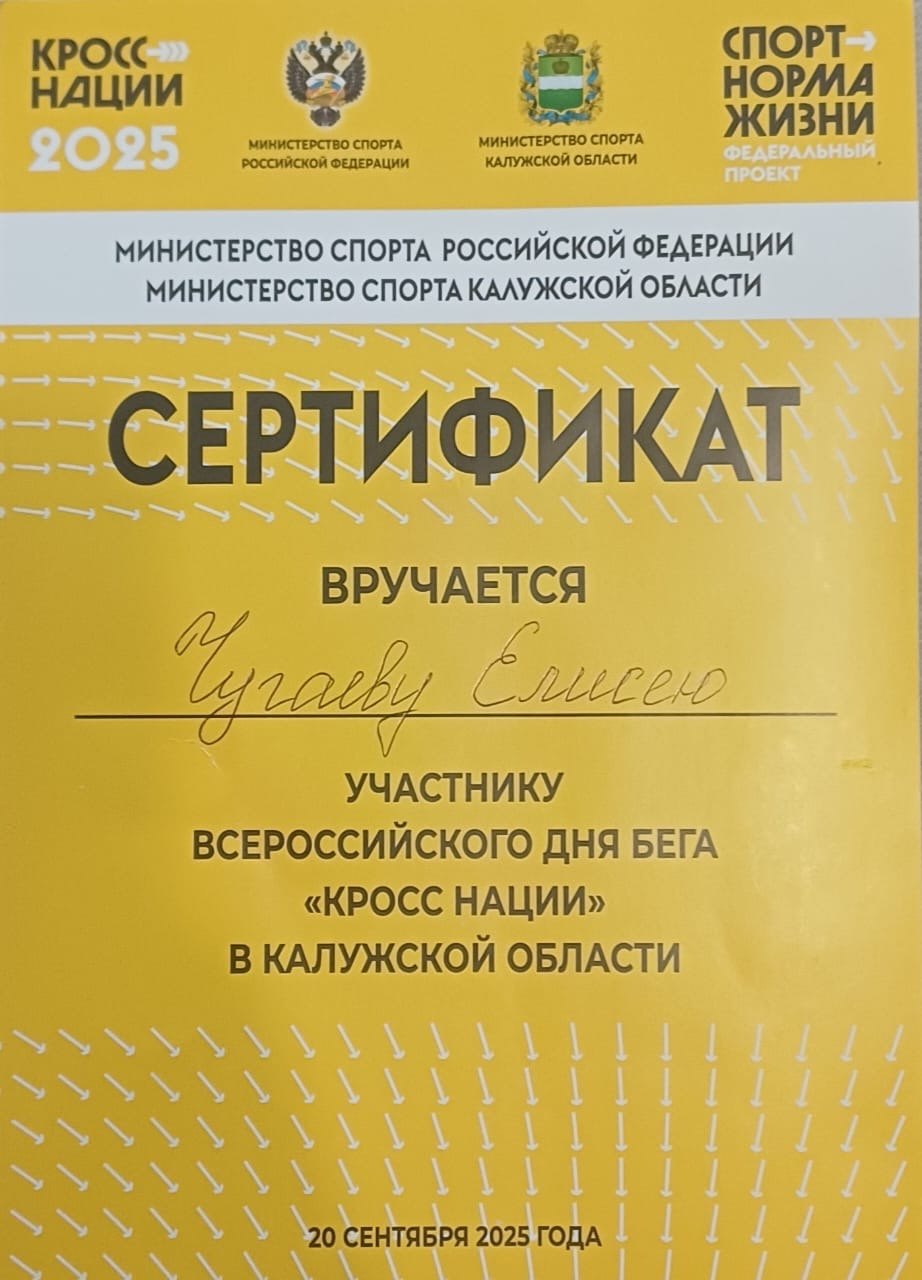 КРОСС
НАЦИИ
2025
МИНИСТЕРСТВО СПОРТА
РОССИЙСКОЙ ФЕДЕРАЦИИ
МИНИСТЕРСТВО СПОРТА
КАЛУЖСКОЙ ОБЛАСТИ
СПОРТ
НОРМА
ЖИЗНИ
ФЕДЕРАЛЬНЫЙ
ПРОЕКТ
МИНИСТЕРСТВО СПОРТА РОССИЙСКОЙ ФЕДЕРАЦИИ
МИНИСТЕРСТВО СПОРТА КАЛУЖСКОЙ ОБЛАСТИ
СЕРТИФИКАТ
ВРУЧАЕТСЯ
Чугаеву Елисею
УЧАСТНИКУ
ВСЕРОССИЙСКОГО ДНЯ БЕГА
«КРОСС НАЦИИ»
В КАЛУЖСКОЙ ОБЛАСТИ
20 СЕНТЯБРЯ 2025 ГОДА